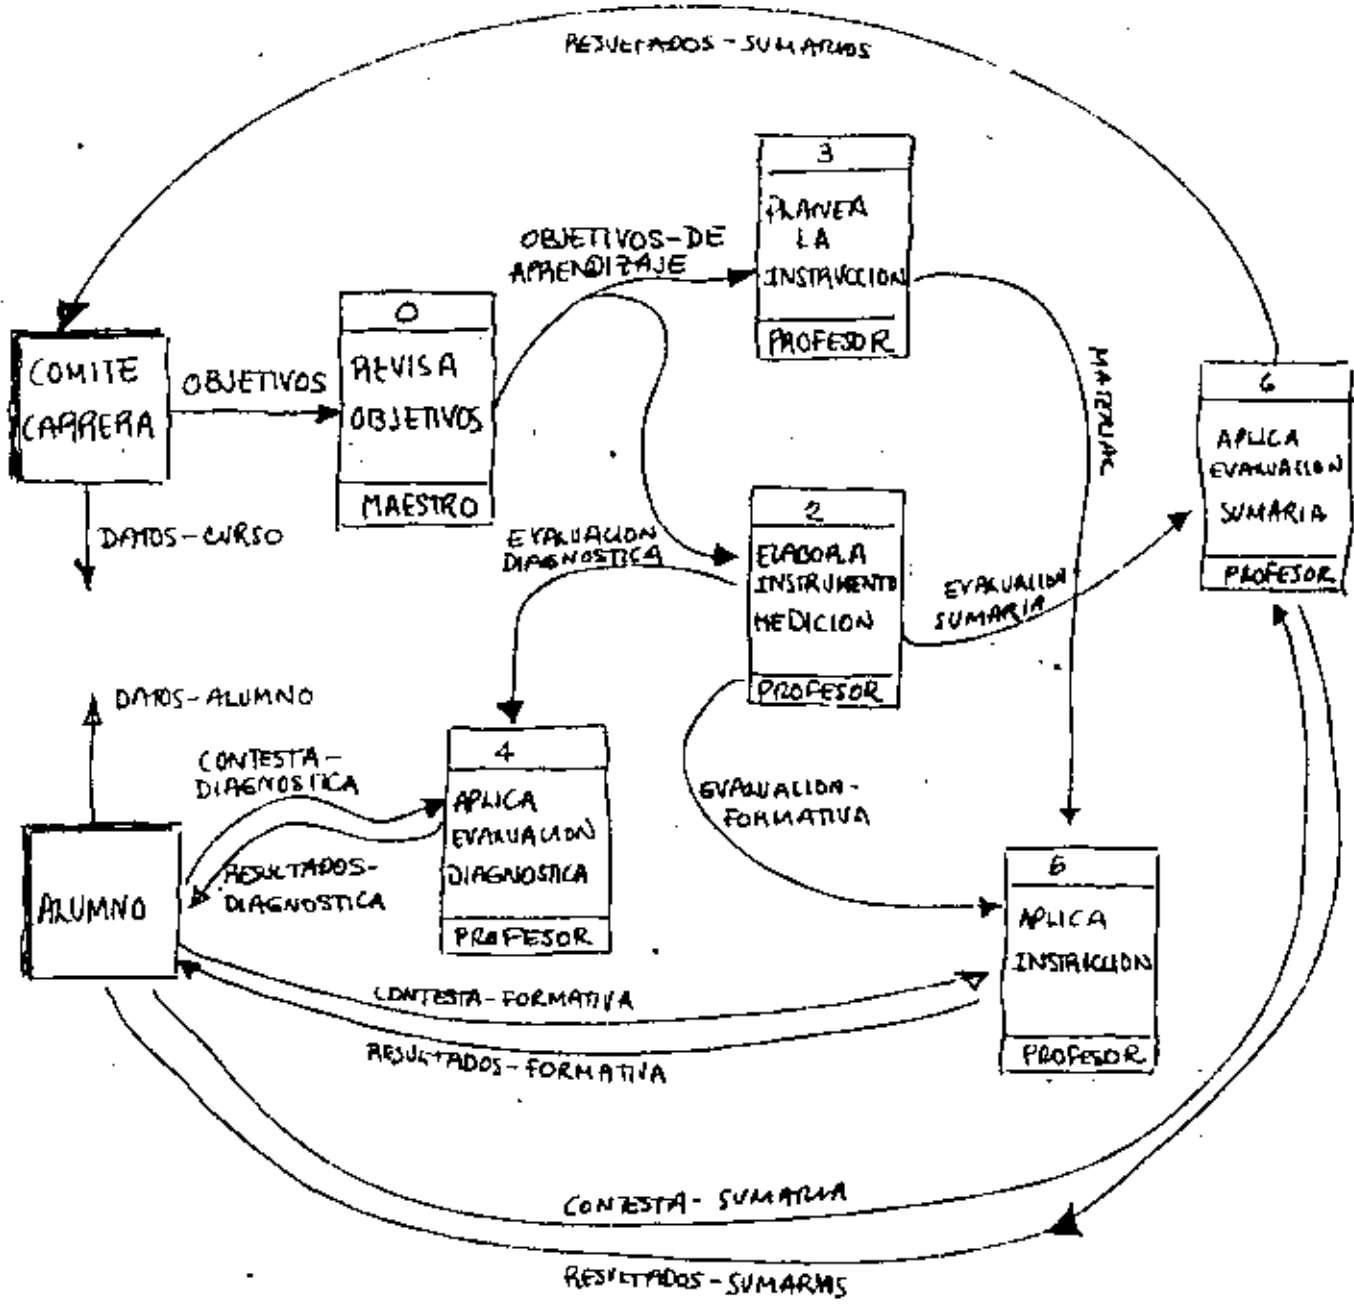 RESULTADOS-SUMARIOS
3
PLANEA
LA
INSTRUCCION
PROFESOR
OBJETIVOS-DE
APRENDIZAJE
0
REVISA
OBJETIVOS
MAESTRO
COMITE
CARRERA
OBJETIVOS
DATOS-CURSO
MATERIAL
6
APLICA
EVALUACION
SUMARIA
PROFESOR
EVALUACION
DIAGNOSTICA
2
ELABORA
INSTRUMENTO
MEDICION
PROFESOR
EVALUACION
SUMARIA
DATOS-ALUMNO
CONTESTA-
DIAGNOSTICA
4
APLICA
EVALUACION
DIAGNOSTICA
PROFESOR
EVALUACION-
FORMATIVA
ALUMNO
RESULTADOS-
DIAGNOSTICA
5
APLICA
INSTRUCCION
PROFESOR
CONTESTA-FORMATIVA
RESULTADOS-FORMATIVA
CONTESTA-SUMARIA
RESULTADOS-SUMARIAS